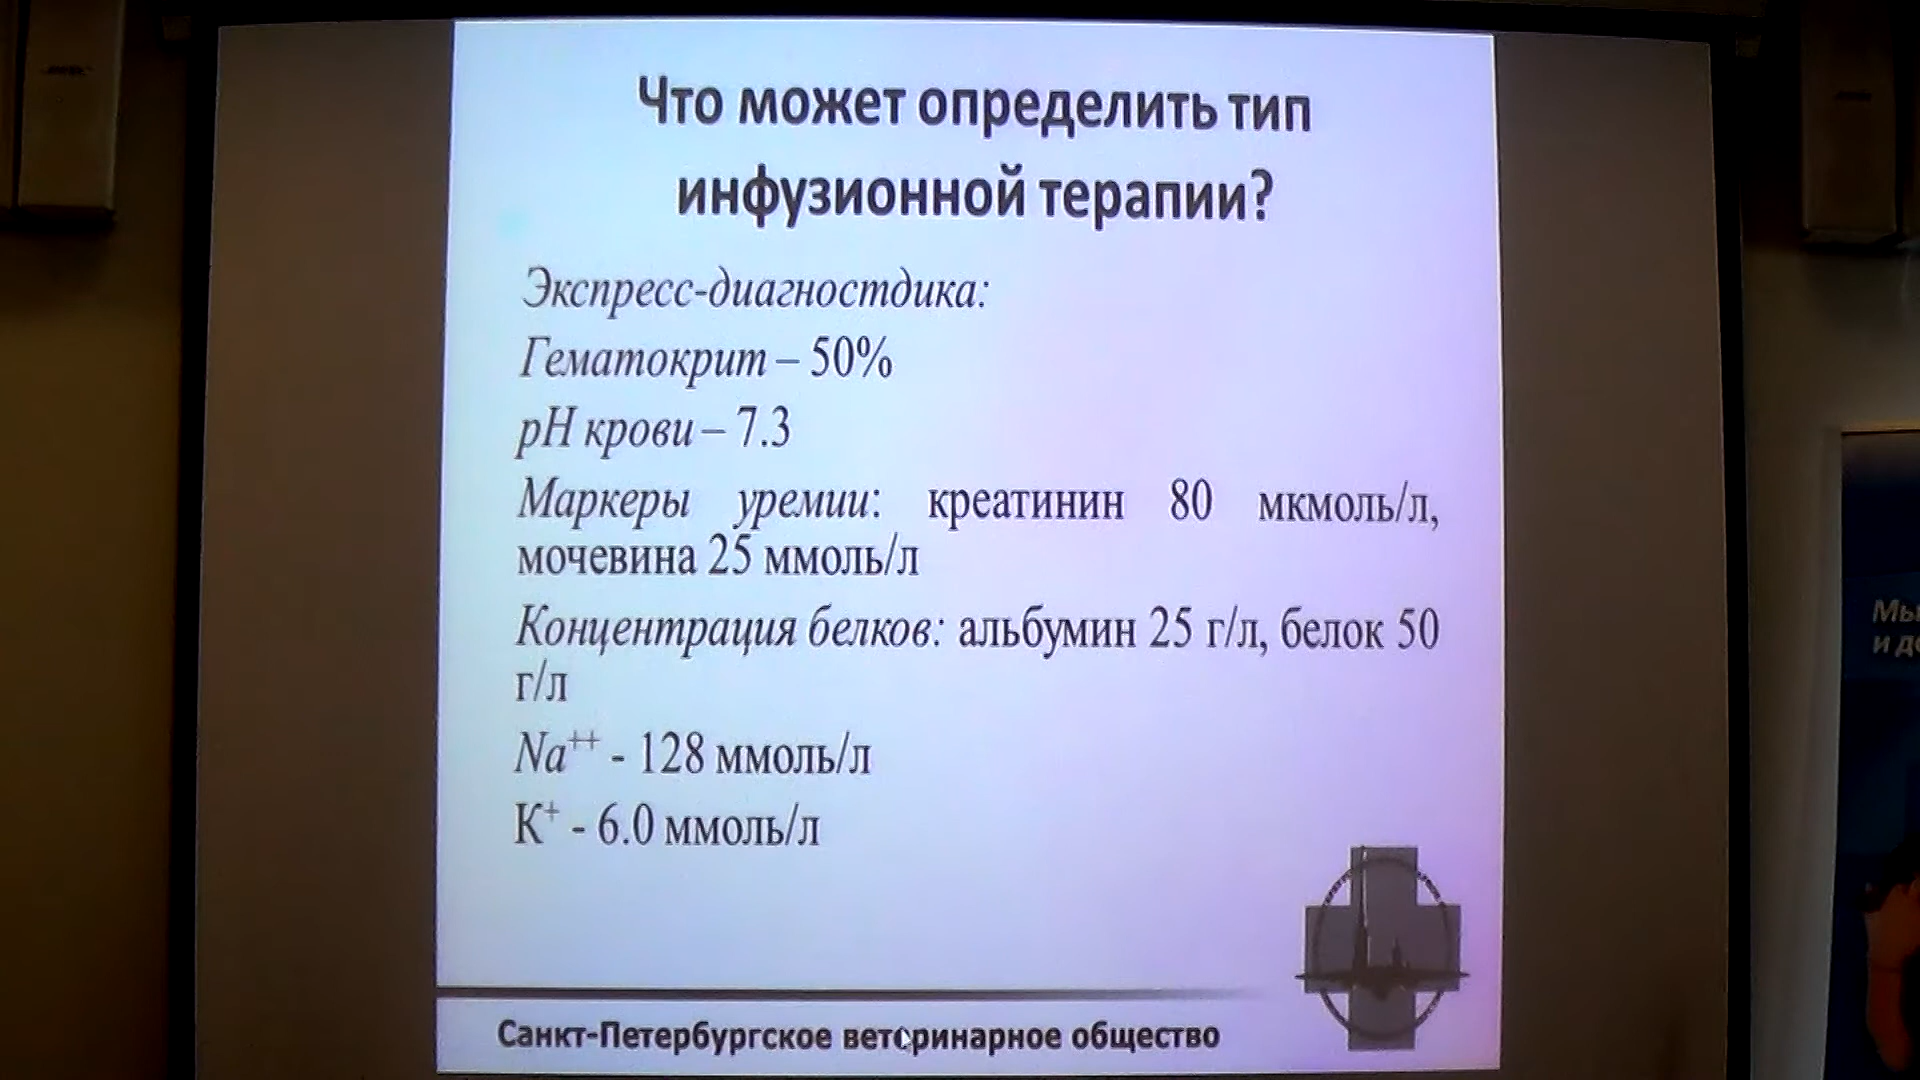 Что может определить тип
инфузионной терапии?
Экспресс-диагностдика:
Гематокрит – 50%
pH крови – 7.3
Маркеры уремии: креатинин 80 мкмоль/л,
мочевина 25 ммоль/л
Концентрация белков: альбумин 25 г/л, белок 50
г/л
Na⁺⁺ - 128 ммоль/л
К⁺ - 6.0 ммоль/л
Санкт-Петербургское ветеринарное общество
Мы